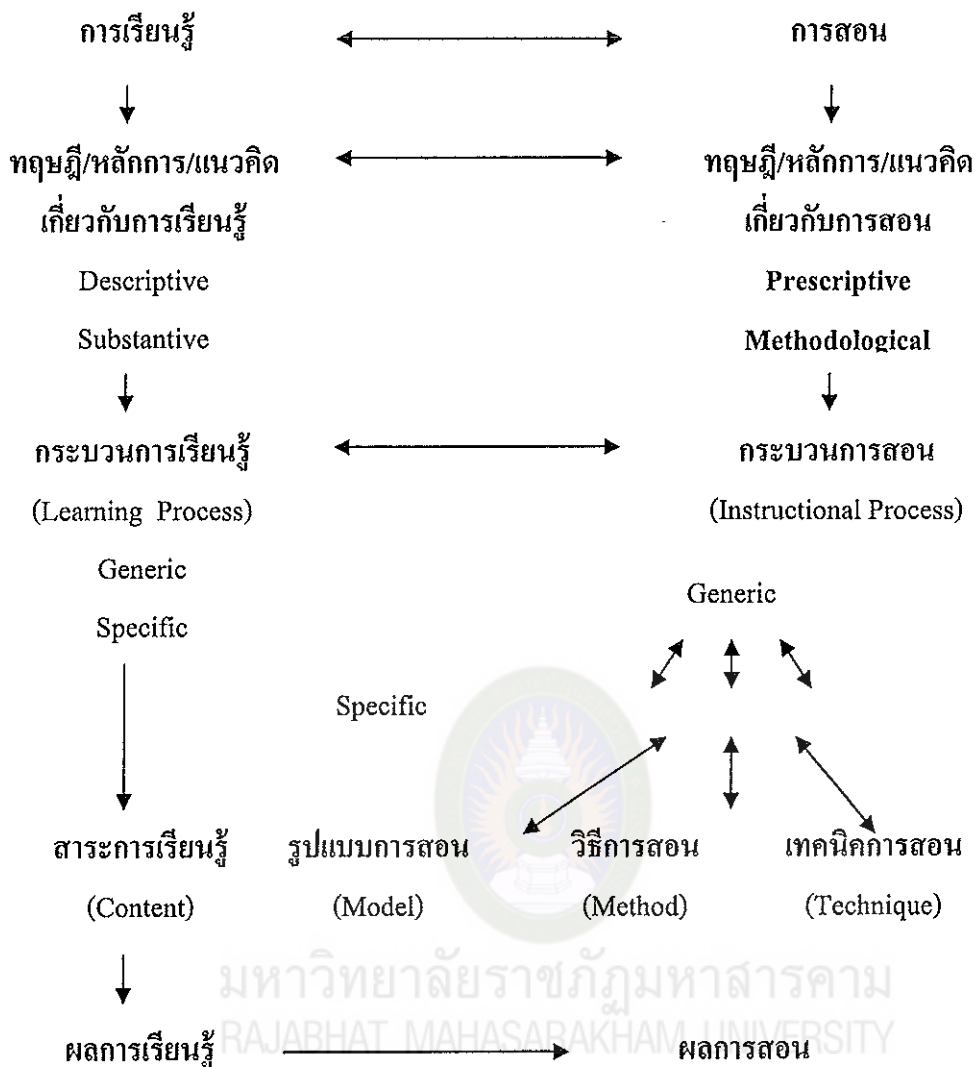 การเรียนรู้ การสอน
ทฤษฎี/หลักการ/แนวคิด ทฤษฎี/หลักการ/แนวคิด
เกี่ยวกับการเรียนรู้ เกี่ยวกับการสอน
Descriptive Prescriptive
Substantive Methodological
กระบวนการเรียนรู้ กระบวนการสอน
(Learning Process) (Instructional Process)
Generic
Generic
Specific
Specific
สาระการเรียนรู้ รูปแบบการสอน วิธีการสอน เทคนิคการสอน
(Content) (Model) (Method) (Technique)
มหาวิทยาลัยราชภัฏมหาสารคาม
RAJABHAT MAHASARAKHAM UNIVERSITY
ผลการเรียนรู้ ผลการสอน